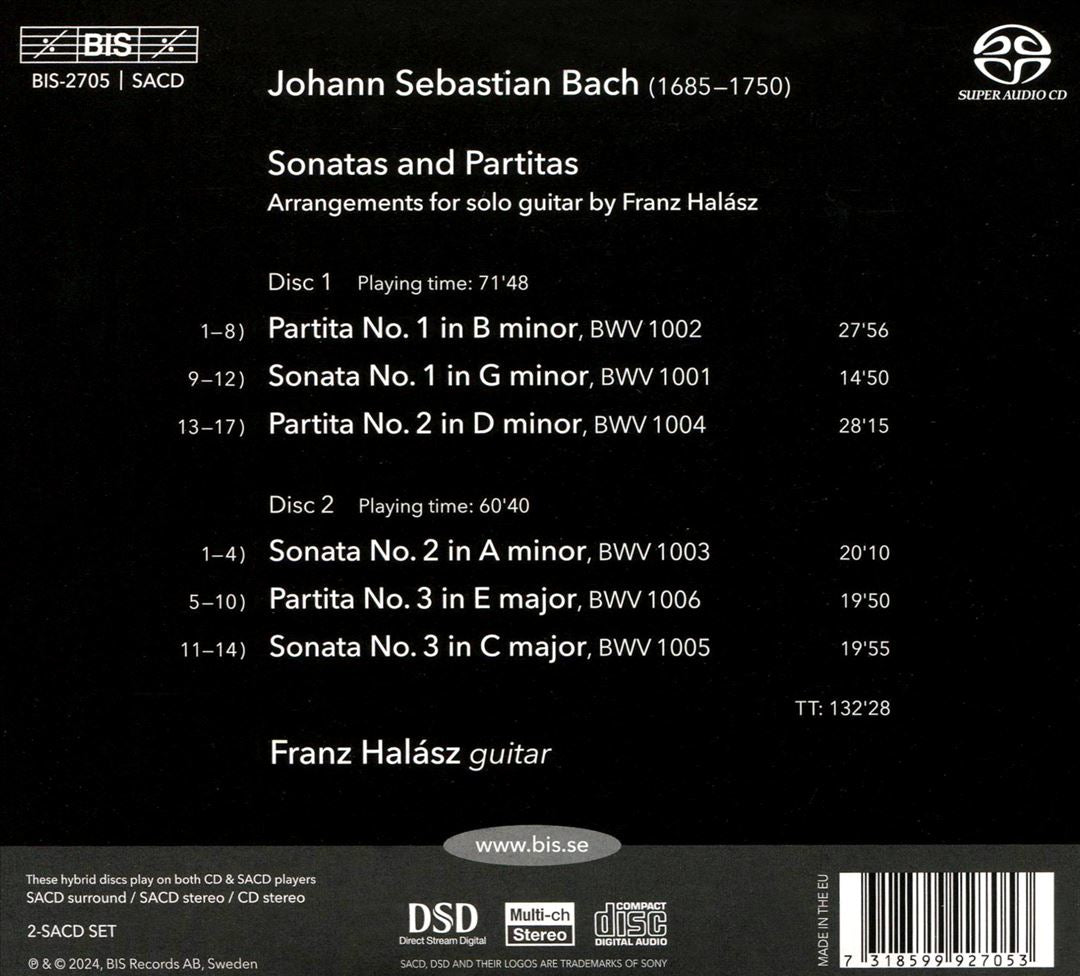 BIS
BIS-2705 | SACD
SUPER AUDIO CD
Johann Sebastian Bach (1685–1750)
Sonatas and Partitas
Arrangements for solo guitar by Franz Halász
Disc 1 Playing time: 71'48
1–8) Partita No. 1 in B minor, BWV 1002 27'56
9–12) Sonata No. 1 in G minor, BWV 1001 14'50
13–17) Partita No. 2 in D minor, BWV 1004 28'15
Disc 2 Playing time: 60'40
1–4) Sonata No. 2 in A minor, BWV 1003 20'10
5–10) Partita No. 3 in E major, BWV 1006 19'50
11–14) Sonata No. 3 in C major, BWV 1005 19'55
TT: 132'28
Franz Halász guitar
www.bis.se
These hybrid discs play on both CD & SACD players
SACD surround / SACD stereo / CD stereo
2-SACD SET
℗ & © 2024, BIS Records AB, Sweden
DSD
Direct Stream Digital
Multi-ch
Stereo
COMPACT
disc
DIGITAL AUDIO
SACD, DSD AND THEIR LOGOS ARE TRADEMARKS OF SONY
MADE IN THE EU
7 318599 927053